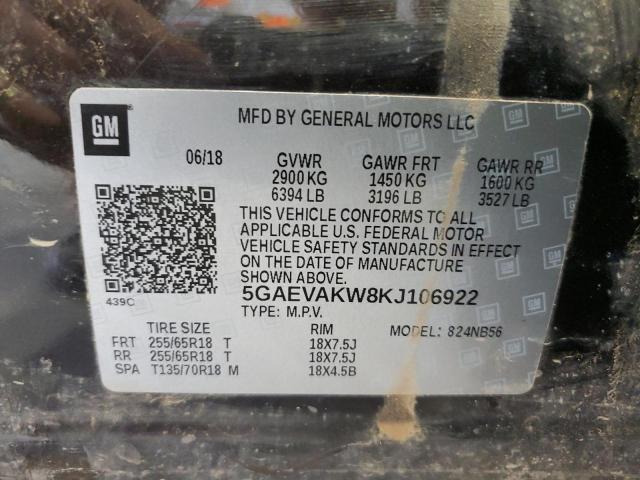 GM
MFD BY GENERAL MOTORS LLC
06/18 GVWR GAWR FRT GAWR RR
2900 KG 1450 KG 1600 KG
6394 LB 3196 LB 3527 LB
THIS VEHICLE CONFORMS TO ALL
APPLICABLE U.S. FEDERAL MOTOR
VEHICLE SAFETY STANDARDS IN EFFECT
ON THE DATE OF MANUFACTURE
SHOWN ABOVE.
439C
5GAEVAKW8KJ106922
TYPE: M.P.V.
TIRE SIZE RIM MODEL: 824NB56
FRT 255/65R18 T 18X7.5J
RR 255/65R18 T 18X7.5J
SPA T135/70R18 M 18X4.5B